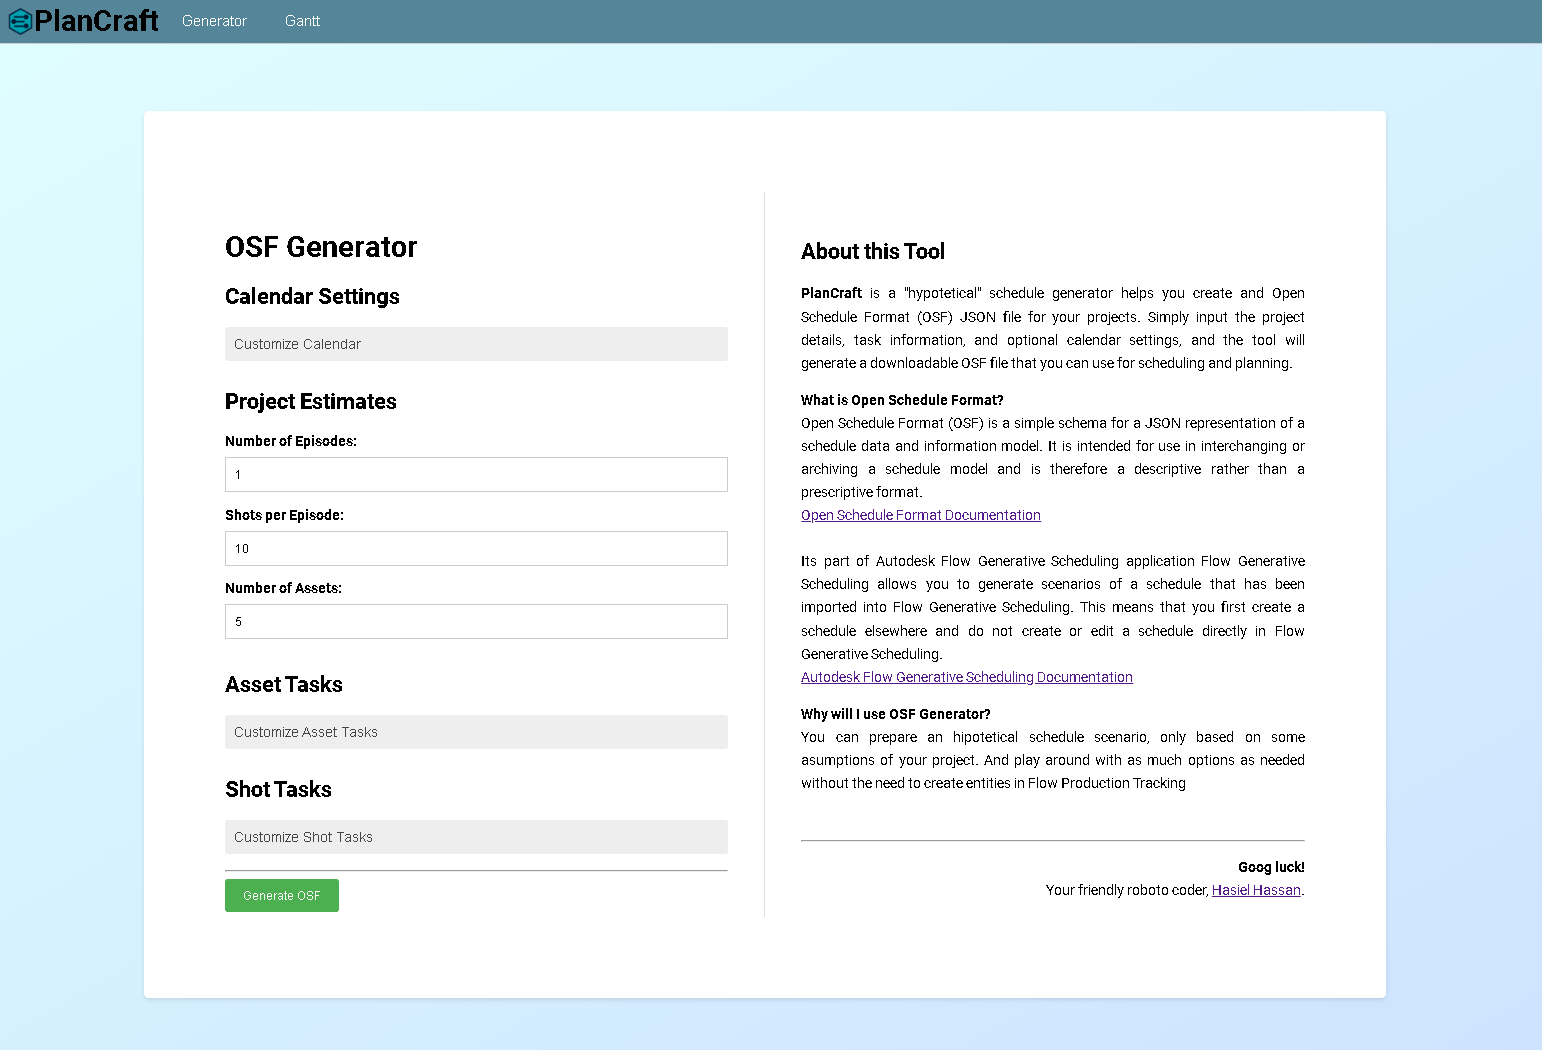 PlanCraft
Generator
Gantt
OSF Generator
Calendar Settings
Customize Calendar
Project Estimates
Number of Episodes:
1
Shots per Episode:
10
Number of Assets:
5
Asset Tasks
Customize Asset Tasks
Shot Tasks
Customize Shot Tasks
Generate OSF
About this Tool
PlanCraft is a "hypotetical" schedule generator helps you create and Open
Schedule Format (OSF) JSON file for your projects. Simply input the project
details, task information, and optional calendar settings, and the tool will
generate a downloadable OSF file that you can use for scheduling and planning.
What is Open Schedule Format?
Open Schedule Format (OSF) is a simple schema for a JSON representation of a
schedule data and information model. It is intended for use in interchanging or
archiving a schedule model and is therefore a descriptive rather than a
prescriptive format.
Open Schedule Format Documentation
Its part of Autodesk Flow Generative Scheduling application Flow Generative
Scheduling allows you to generate scenarios of a schedule that has been
imported into Flow Generative Scheduling. This means that you first create a
schedule elsewhere and do not create or edit a schedule directly in Flow
Generative Scheduling.
Autodesk Flow Generative Scheduling Documentation
Why will I use OSF Generator?
You can prepare an hipotetical schedule scenario, only based on some
asumptions of your project. And play around with as much options as needed
without the need to create entities in Flow Production Tracking
Goog luck!
Your friendly roboto coder, Hasiel Hassan.